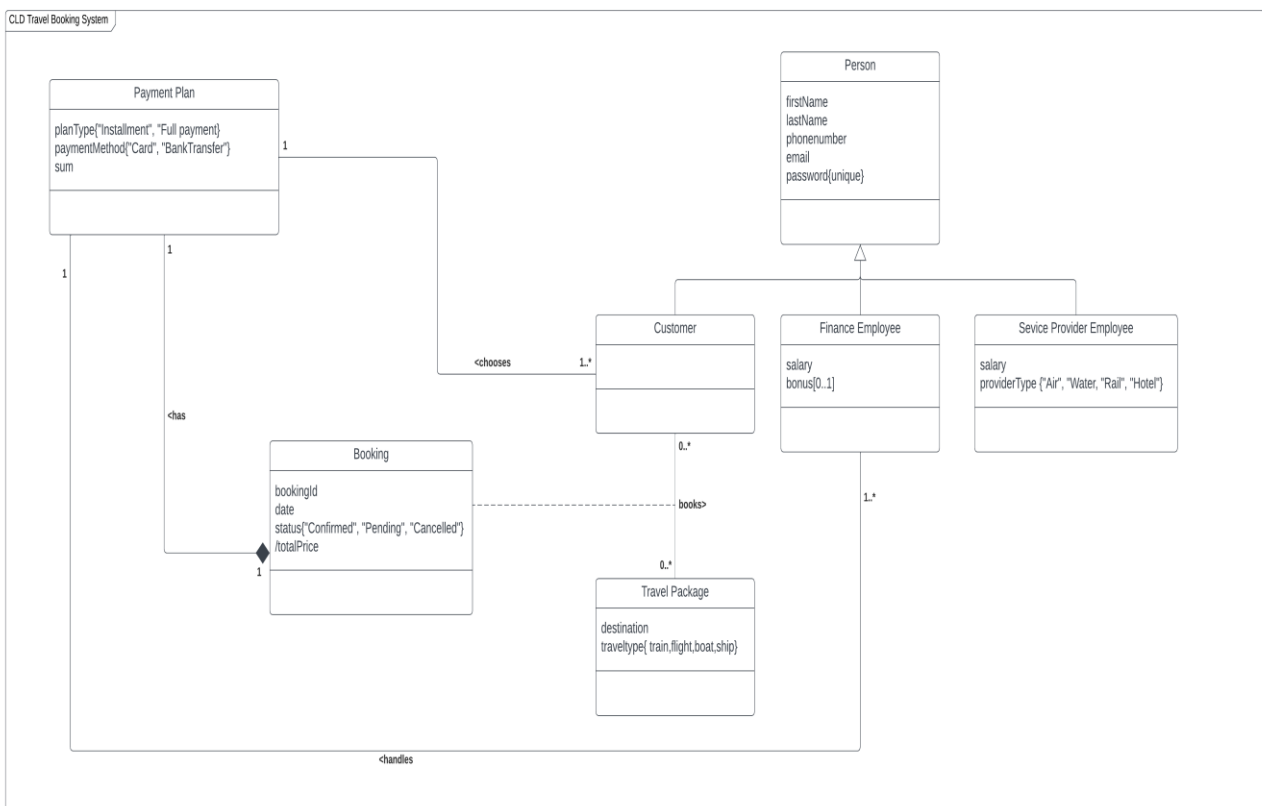 CLD Travel Booking System
Payment Plan
planType{"Installment", "Full payment}
paymentMethod{"Card", "BankTransfer"}
sum
1
1
1
Person
firstName
lastName
phonenumber
email
password{unique}
Customer
Finance Employee
salary
bonus[0..1]
Sevice Provider Employee
salary
providerType {"Air", "Water, "Rail", "Hotel"}
<chooses
1..*
<has
0..*
1..*
Booking
bookingId
date
status{"Confirmed", "Pending", "Cancelled"}
/totalPrice
books>
1
0..*
Travel Package
destination
traveltype{ train,flight,boat,ship}
<handles